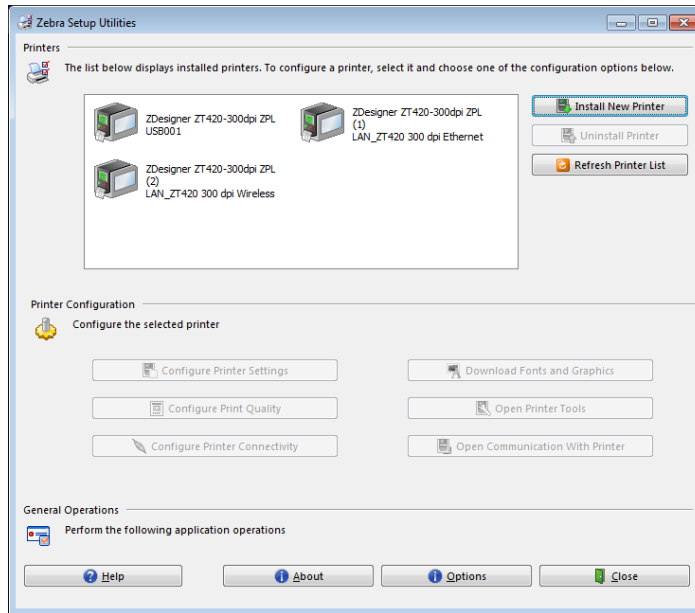 Zebra Setup Utilities
Printers
The list below displays installed printers. To configure a printer, select it and choose one of the configuration options below.
ZDesigner ZT420-300dpi ZPL
USB001
ZDesigner ZT420-300dpi ZPL
(1)
LAN_ZT420 300 dpi Ethernet
ZDesigner ZT420-300dpi ZPL
(2)
LAN_ZT420 300 dpi Wireless
Install New Printer
Uninstall Printer
Refresh Printer List
Printer Configuration
Configure the selected printer
Configure Printer Settings
Download Fonts and Graphics
Configure Print Quality
Open Printer Tools
Configure Printer Connectivity
Open Communication With Printer
General Operations
Perform the following application operations
Help
About
Options
Close